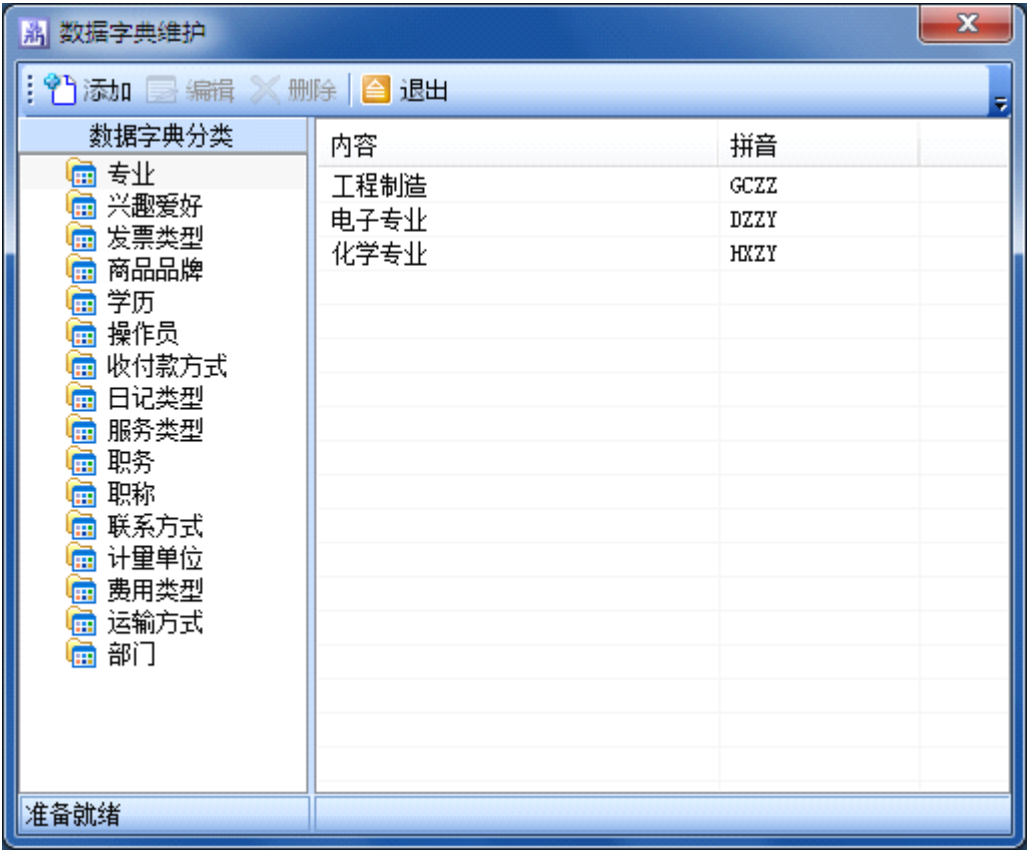 数据字典维护
添加 编辑 删除 退出
数据字典分类
专业
兴趣爱好
发票类型
商品品牌
学历
操作员
收付款方式
日记类型
服务类型
职务
职称
联系方式
计量单位
费用类型
运输方式
部门
内容 拼音
工程制造 GCZZ
电子专业 DZZY
化学专业 HXZY
准备就绪